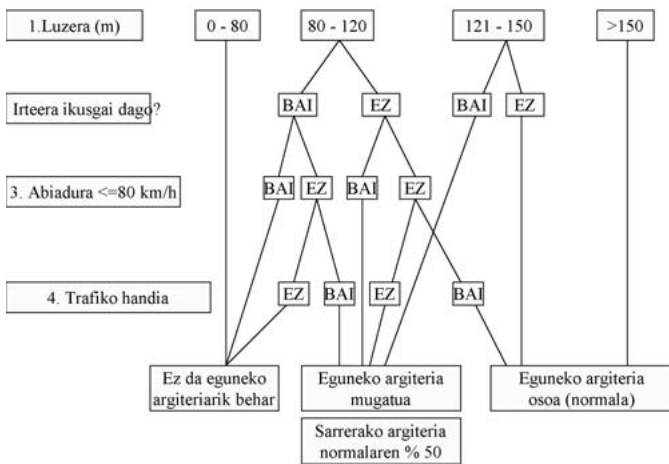 1.Luzera (m)
0 - 80
80 - 120
121 - 150
>150
Irteera ikusgai dago?
BAI
EZ
BAI
EZ
3. Abiadura <=80 km/h
BAI
EZ
BAI
EZ
4. Trafiko handia
EZ
BAI
EZ
BAI
Ez da eguneko
argiteriarik behar
Eguneko argiteria
mugatua
Eguneko argiteria
osoa (normala)
Sarrerako argiteria
normalaren % 50